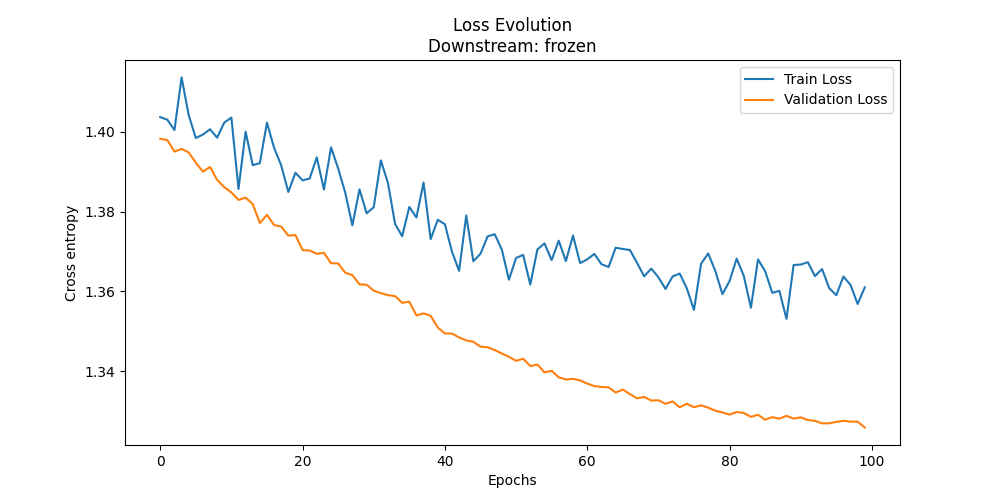 Loss Evolution
Downstream: frozen
Train Loss
Validation Loss
Cross entropy
1.40
1.38
1.36
1.34
0
20
40
60
80
100
Epochs